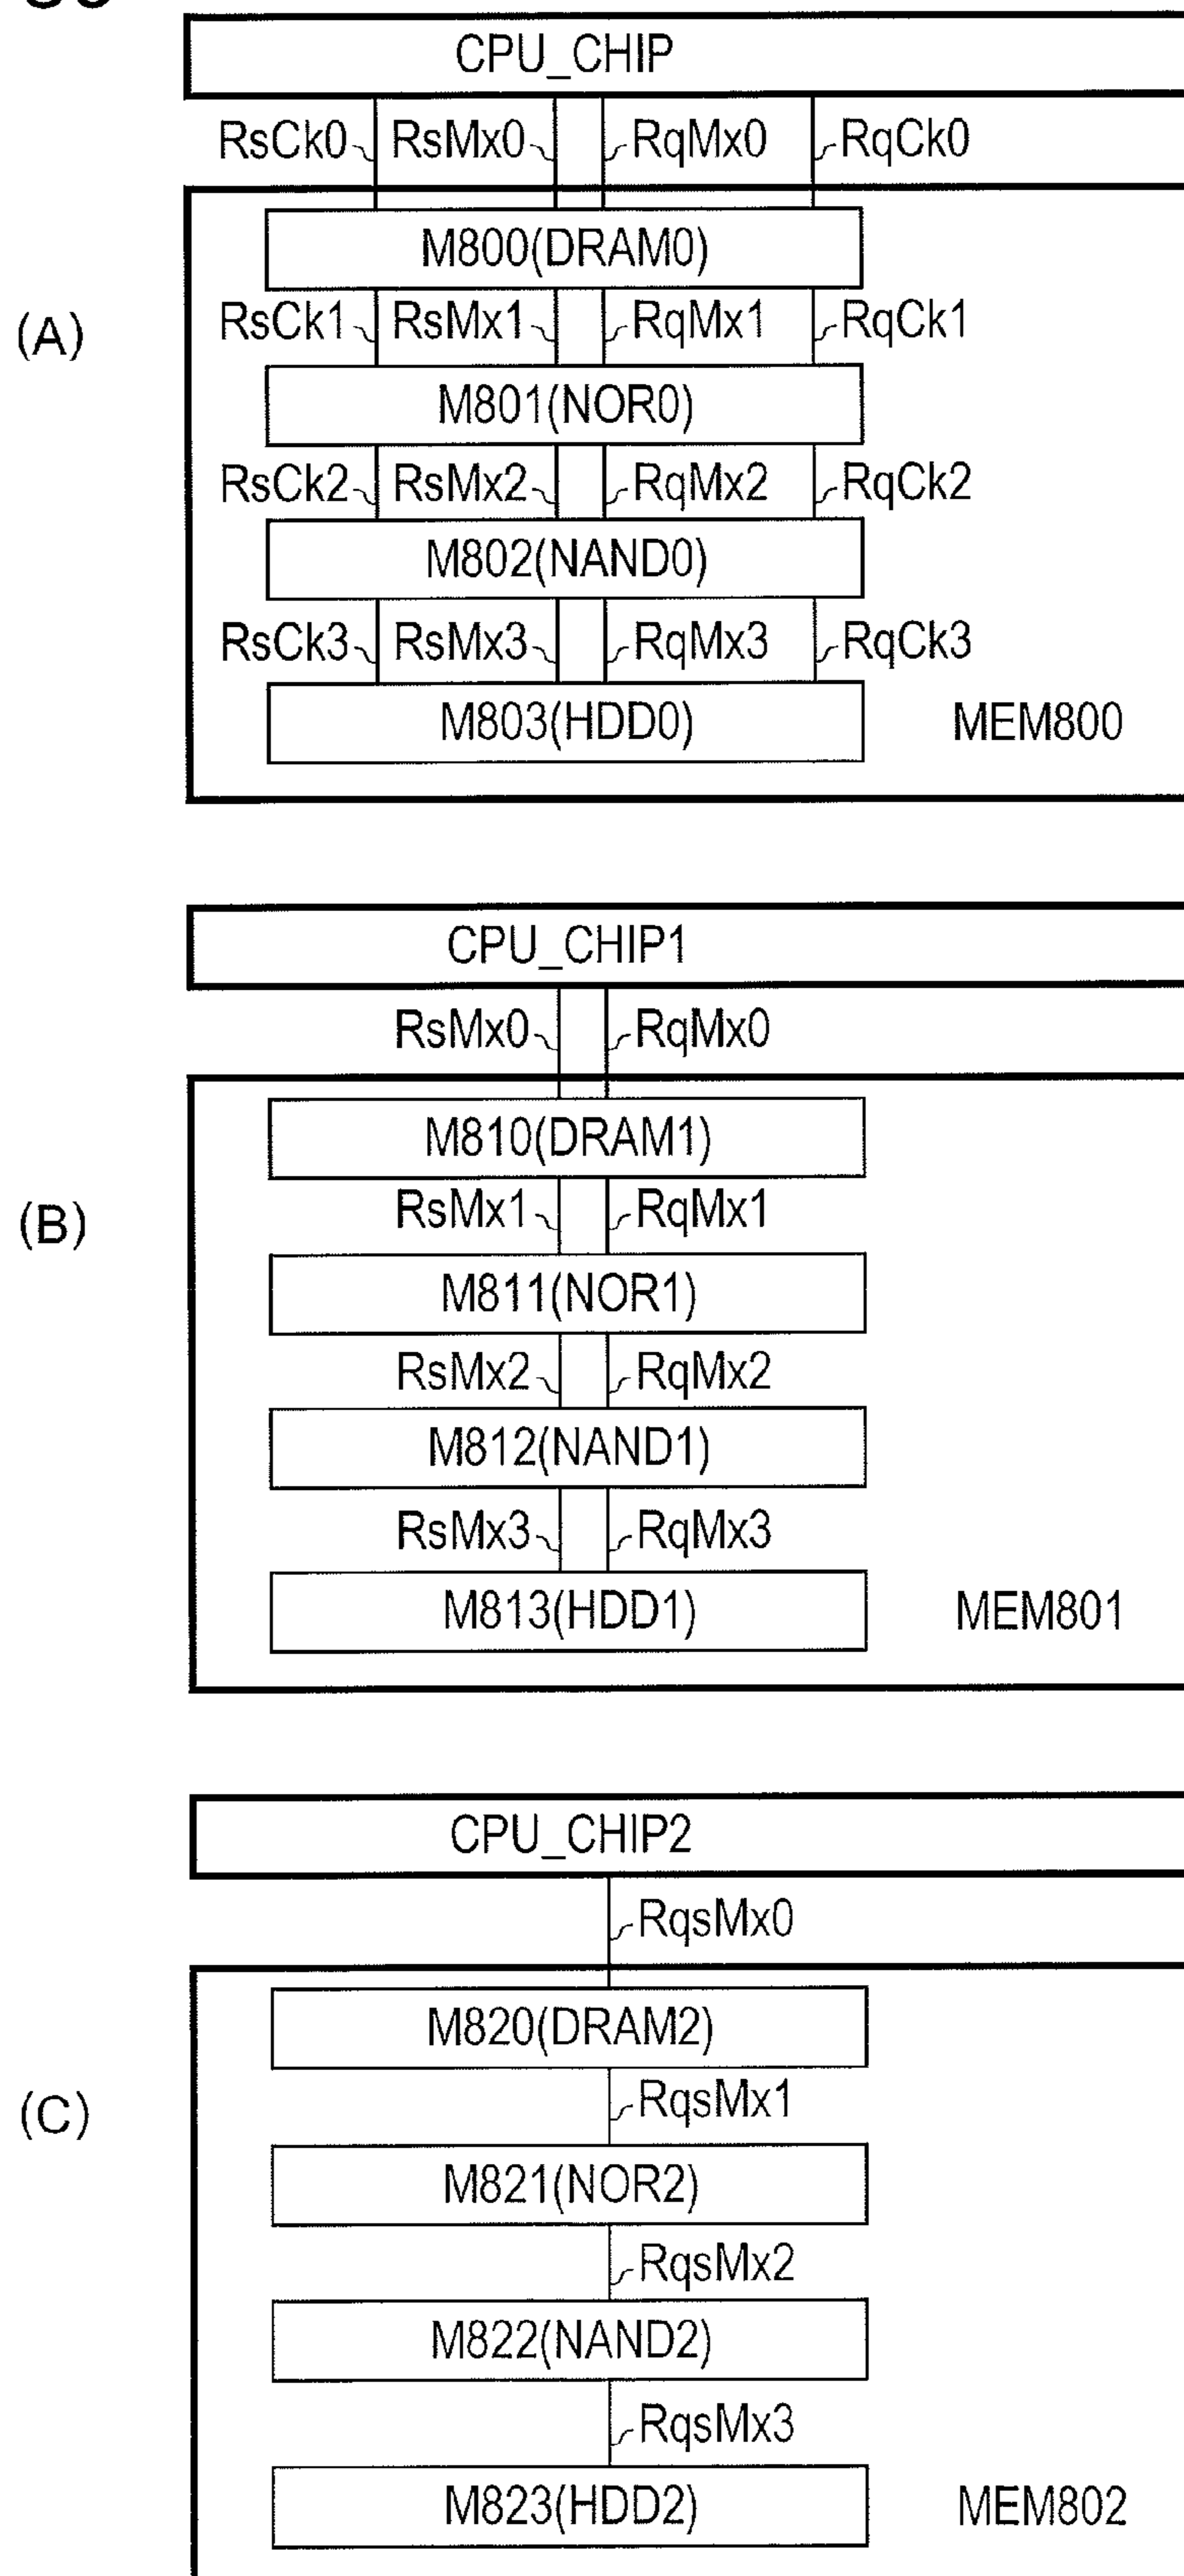 CPU_CHIP
RsCk0 RsMx0 RqMx0 RqCk0
M800(DRAM0)
(A)
RsCk1 RsMx1 RqMx1 RqCk1
M801(NOR0)
RsCk2 RsMx2 RqMx2 RqCk2
M802(NAND0)
RsCk3 RsMx3 RqMx3 RqCk3
M803(HDD0)
MEM800
CPU_CHIP1
RsMx0 RqMx0
M810(DRAM1)
(B)
RsMx1 RqMx1
M811(NOR1)
RsMx2 RqMx2
M812(NAND1)
RsMx3 RqMx3
M813(HDD1)
MEM801
CPU_CHIP2
RqsMx0
M820(DRAM2)
(C)
RqsMx1
M821(NOR2)
RqsMx2
M822(NAND2)
RqsMx3
M823(HDD2)
MEM802